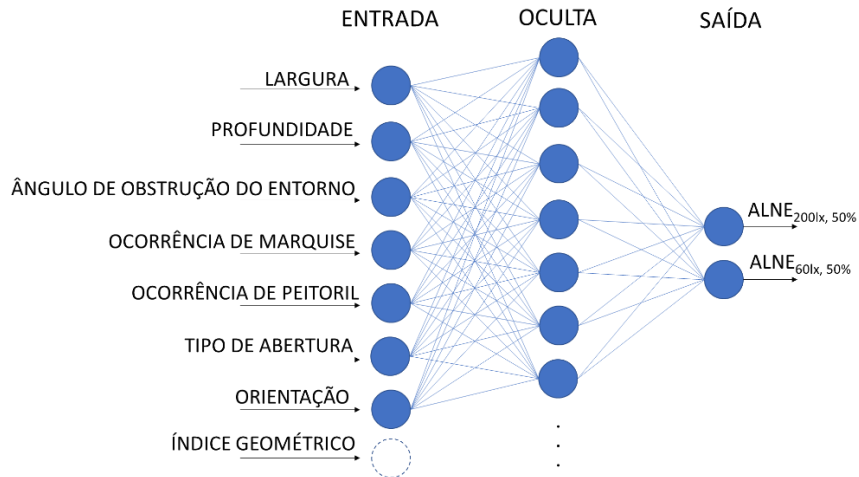 ENTRADA
OCULTA
SAÍDA
LARGURA
PROFUNDIDADE
ÂNGULO DE OBSTRUÇÃO DO ENTORNO
OCORRÊNCIA DE MARQUISE
OCORRÊNCIA DE PEITORIL
TIPO DE ABERTURA
ORIENTAÇÃO
ÍNDICE GEOMÉTRICO
ALNE200lx, 50%
ALNE60lx, 50%